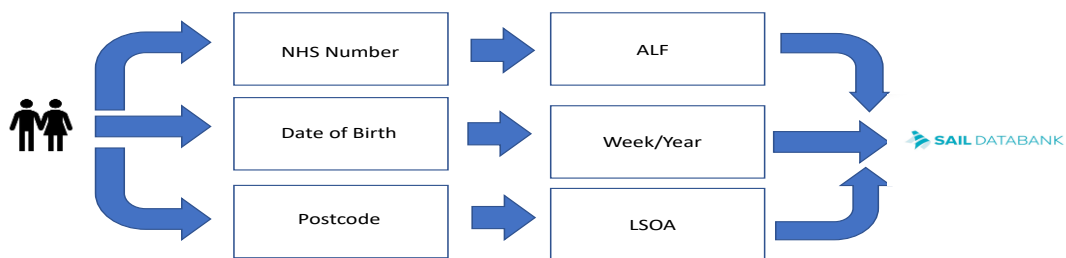 NHS Number
ALF
Date of Birth
Week/Year
SAIL DATABANK
Postcode
LSOA